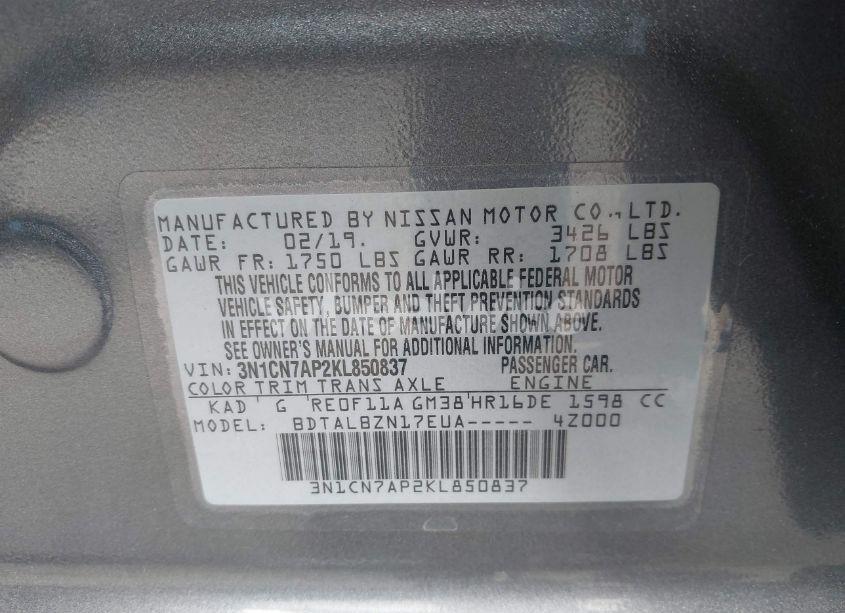 MANUFACTURED BY NISSAN MOTOR CO., LTD.
DATE: 02/19. GVWR: 3426 LBS
GAWR FR: 1750 LBS GAWR RR: 1708 LBS
THIS VEHICLE CONFORMS TO ALL APPLICABLE FEDERAL MOTOR
VEHICLE SAFETY, BUMPER AND THEFT PREVENTION STANDARDS
IN EFFECT ON THE DATE OF MANUFACTURE SHOWN ABOVE.
SEE OWNER'S MANUAL FOR ADDITIONAL INFORMATION.
VIN: 3N1CN7AP2KL850837 PASSENGER CAR.
COLOR TRIM TRANS AXLE ENGINE
KAD ' G 'RE0F11A GM38'HR16DE 1598 CC
MODEL: BDTALBZN17EUA----- 4Z000
3N1CN7AP2KL850837